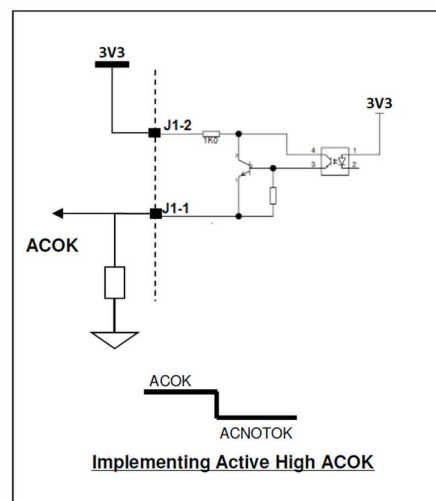 3V3
J1-2
1K0
4
1
3V3
3
2
J1-1
ACOK
ACOK
ACNOTOK
Implementing Active High ACOK